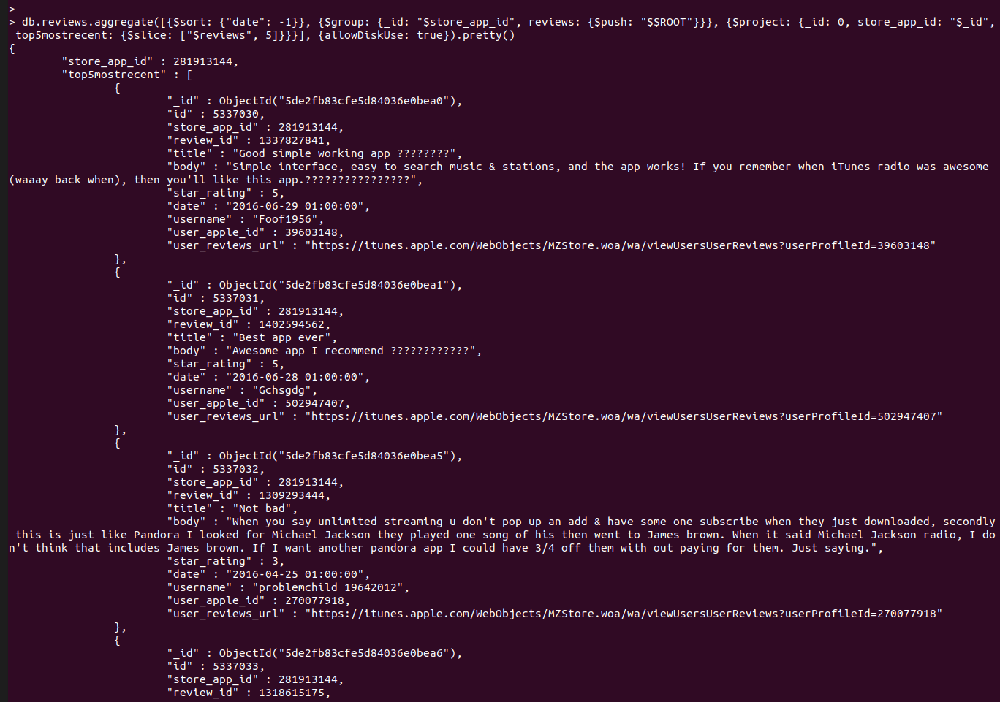 >
> db.reviews.aggregate([{$sort: {"date": -1}}, {$group: {_id: "$store_app_id", reviews: {$push: "$$ROOT"}}}, {$project: {_id: 0, store_app_id: "$_id",
 top5mostrecent: {$slice: ["$reviews", 5]}}}], {allowDiskUse: true}).pretty()
{
        "store_app_id" : 281913144,
        "top5mostrecent" : [
                {
                        "_id" : ObjectId("5de2fb83cfe5d84036e0bea0"),
                        "id" : 5337030,
                        "store_app_id" : 281913144,
                        "review_id" : 1337827841,
                        "title" : "Good simple working app ????????",
                        "body" : "Simple interface, easy to search music & stations, and the app works! If you remember when iTunes radio was awesome
(waaay back when), then you'll like this app.????????????????",
                        "star_rating" : 5,
                        "date" : "2016-06-29 01:00:00",
                        "username" : "Foof1956",
                        "user_apple_id" : 39603148,
                        "user_reviews_url" : "https://itunes.apple.com/WebObjects/MZStore.woa/wa/viewUsersUserReviews?userProfileId=39603148"
                },
                {
                        "_id" : ObjectId("5de2fb83cfe5d84036e0bea1"),
                        "id" : 5337031,
                        "store_app_id" : 281913144,
                        "review_id" : 1402594562,
                        "title" : "Best app ever",
                        "body" : "Awesome app I recommend ????????????",
                        "star_rating" : 5,
                        "date" : "2016-06-28 01:00:00",
                        "username" : "Gchsgdg",
                        "user_apple_id" : 502947407,
                        "user_reviews_url" : "https://itunes.apple.com/WebObjects/MZStore.woa/wa/viewUsersUserReviews?userProfileId=502947407"
                },
                {
                        "_id" : ObjectId("5de2fb83cfe5d84036e0bea5"),
                        "id" : 5337032,
                        "store_app_id" : 281913144,
                        "review_id" : 1309293444,
                        "title" : "Not bad",
                        "body" : "When you say unlimited streaming u don't pop up an add & have some one subscribe when they just downloaded, secondly
 this is just like Pandora I looked for Michael Jackson they played one song of his then went to James brown. When it said Michael Jackson radio, I do
n't think that includes James brown. If I want another pandora app I could have 3/4 off them with out paying for them. Just saying.",
                        "star_rating" : 3,
                        "date" : "2016-04-25 01:00:00",
                        "username" : "problemchild 19642012",
                        "user_apple_id" : 270077918,
                        "user_reviews_url" : "https://itunes.apple.com/WebObjects/MZStore.woa/wa/viewUsersUserReviews?userProfileId=270077918"
                },
                {
                        "_id" : ObjectId("5de2fb83cfe5d84036e0bea6"),
                        "id" : 5337033,
                        "store_app_id" : 281913144,
                        "review_id" : 1318615175,